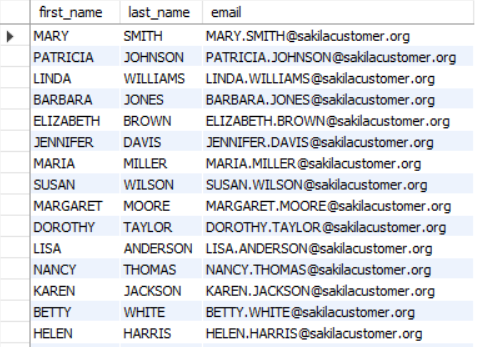 first_name last_name email
MARY SMITH MARY.SMITH@sakilacustomer.org
PATRICIA JOHNSON PATRICIA.JOHNSON@sakilacustomer.org
LINDA WILLIAMS LINDA.WILLIAMS@sakilacustomer.org
BARBARA JONES BARBARA.JONES@sakilacustomer.org
ELIZABETH BROWN ELIZABETH.BROWN@sakilacustomer.org
JENNIFER DAVIS JENNIFER.DAVIS@sakilacustomer.org
MARIA MILLER MARIA.MILLER@sakilacustomer.org
SUSAN WILSON SUSAN.WILSON@sakilacustomer.org
MARGARET MOORE MARGARET.MOORE@sakilacustomer.org
DOROTHY TAYLOR DOROTHY.TAYLOR@sakilacustomer.org
LISA ANDERSON LISA.ANDERSON@sakilacustomer.org
NANCY THOMAS NANCY.THOMAS@sakilacustomer.org
KAREN JACKSON KAREN.JACKSON@sakilacustomer.org
BETTY WHITE BETTY.WHITE@sakilacustomer.org
HELEN HARRIS HELEN.HARRIS@sakilacustomer.org